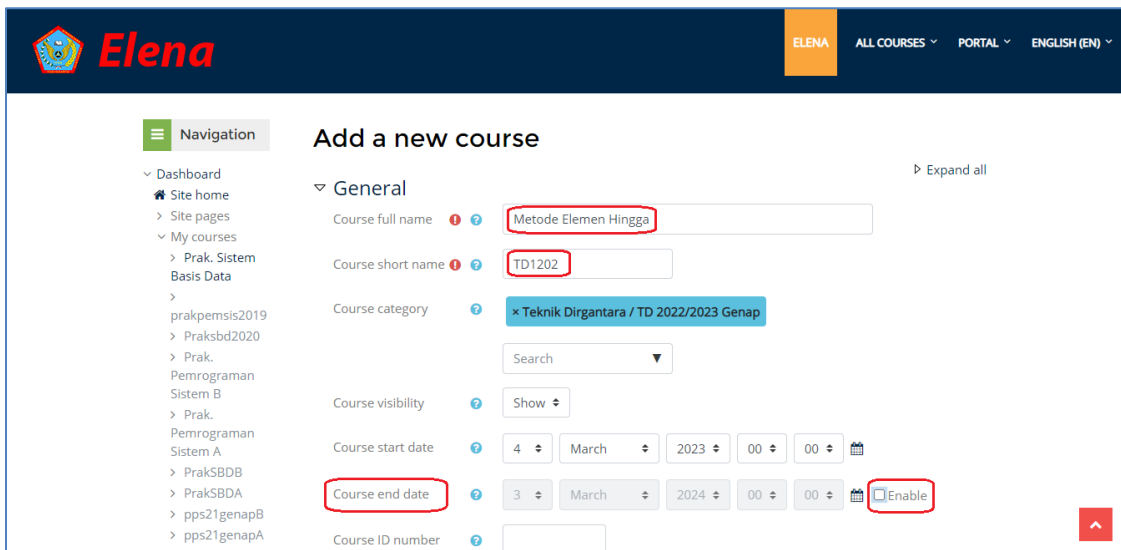 Elena
ELENA
ALL COURSES
PORTAL
ENGLISH (EN)
Navigation
Dashboard
Site home
Site pages
My courses
Prak. Sistem
Basis Data
prakpemsis2019
Praksbd2020
Prak.
Pemrograman
Sistem B
Prak.
Pemrograman
Sistem A
PrakSBDB
PrakSBDA
pps21genapB
pps21genapA
Add a new course
Expand all
General
Course full name
Metode Elemen Hingga
Course short name
TD1202
Course category
× Teknik Dirgantara / TD 2022/2023 Genap
Search
Course visibility
Show
Course start date
4 March 2023 00 00
Course end date
3 March 2024 00 00 Enable
Course ID number